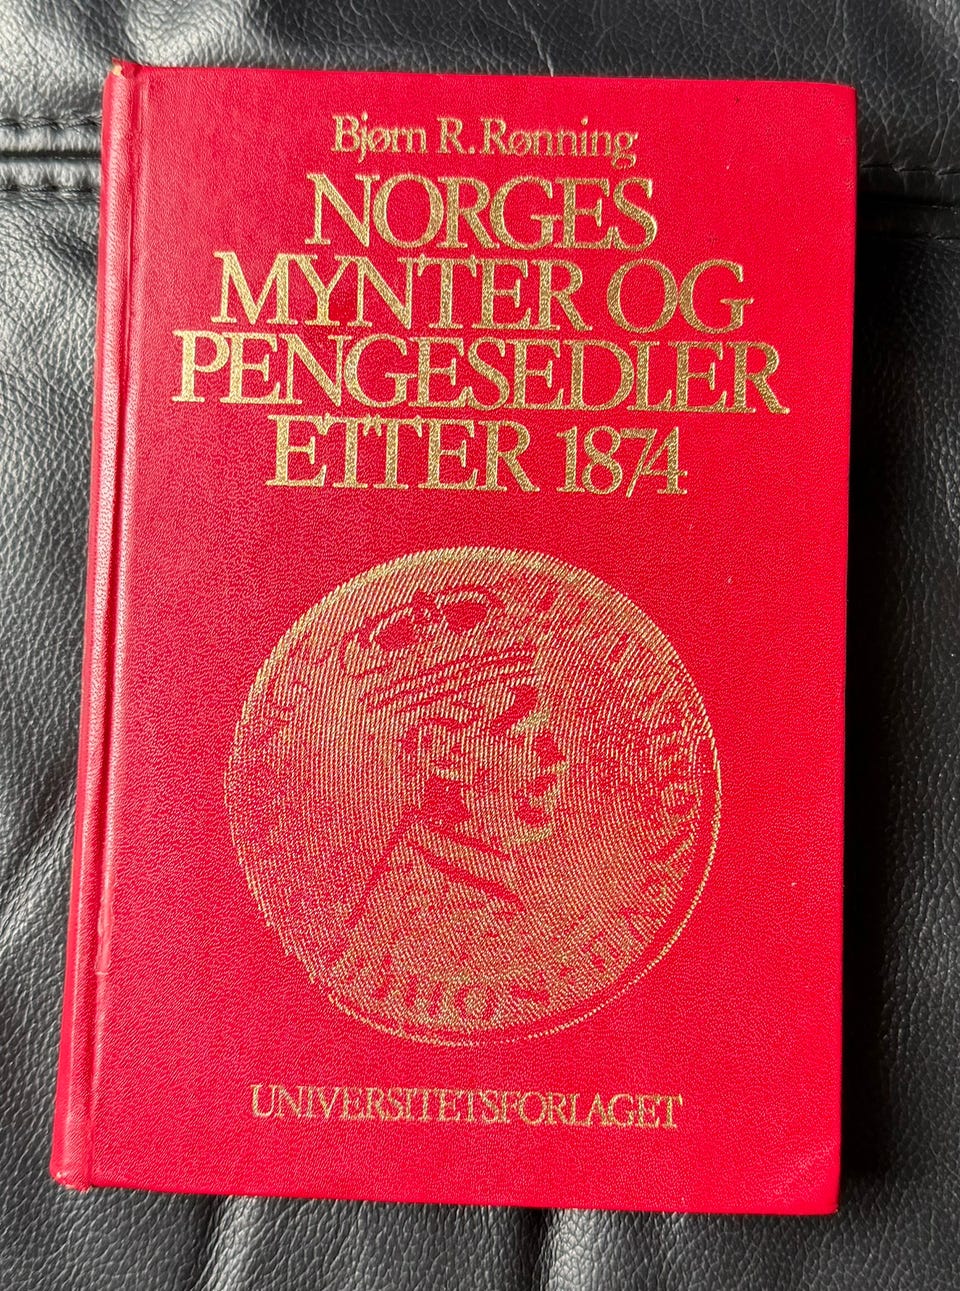 Bjørn R. Rønning
NORGES
MYNTER OG
PENGESEDLER
ETTER 1874
UNIVERSITETSFORLAGET